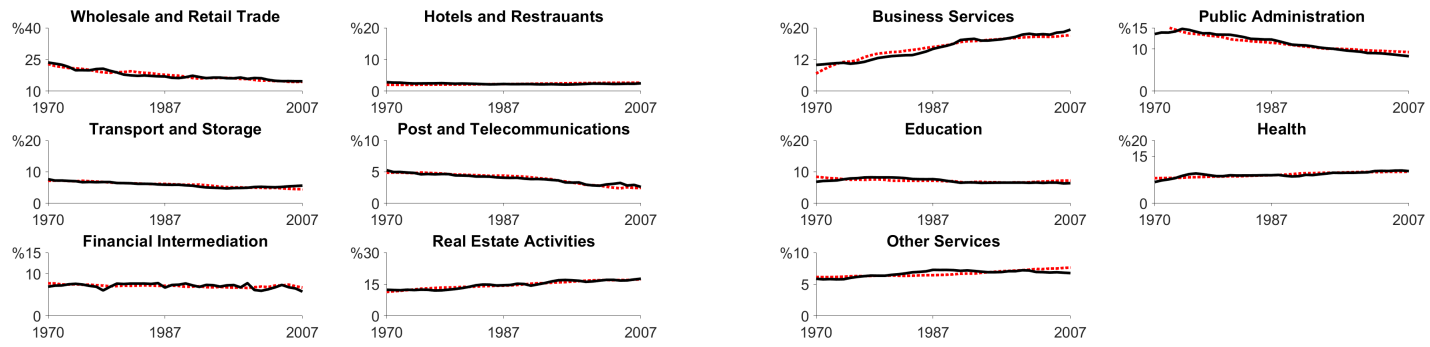 Wholesale and Retail Trade
%40
25
10
1970 1987 2007
Hotels and Restrauants
%20
10
0
1970 1987 2007
Business Services
%20
12
0
1970 1987 2007
Public Administration
%15
10
0
1970 1987 2007
Transport and Storage
%20
10
0
1970 1987 2007
Post and Telecommunications
%10
5
0
1970 1987 2007
Education
%20
10
0
1970 1987 2007
Health
%20
15
0
1970 1987 2007
Financial Intermediation
%15
10
0
1970 1987 2007
Real Estate Activities
%30
15
0
1970 1987 2007
Other Services
%10
5
0
1970 1987 2007